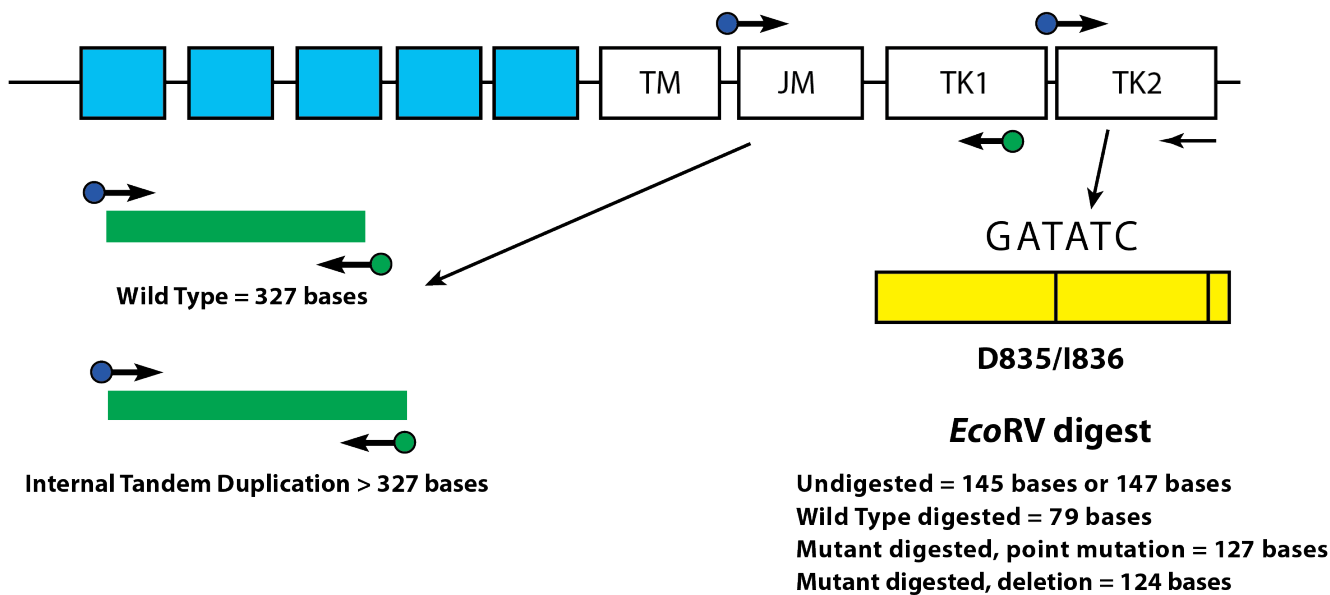 TM
JM
TK1
TK2
GATATC
Wild Type = 327 bases
D835/I836
EcoRV digest
Internal Tandem Duplication > 327 bases
Undigested = 145 bases or 147 bases
Wild Type digested = 79 bases
Mutant digested, point mutation = 127 bases
Mutant digested, deletion = 124 bases